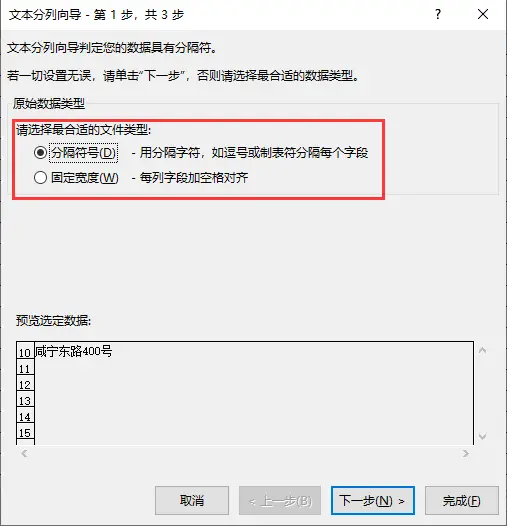 文本分列向导 - 第 1 步，共 3 步
?
文本分列向导判定您的数据具有分隔符。
若一切设置无误，请单击“下一步”，否则请选择最合适的数据类型。
原始数据类型
请选择最合适的文件类型:
分隔符号(D) - 用分隔字符，如逗号或制表符分隔每个字段
固定宽度(W) - 每列字段加空格对齐
预览选定数据:
10 咸宁东路400号
11
12
13
14
15
取消 < 上一步(B) 下一步(N) > 完成(F)